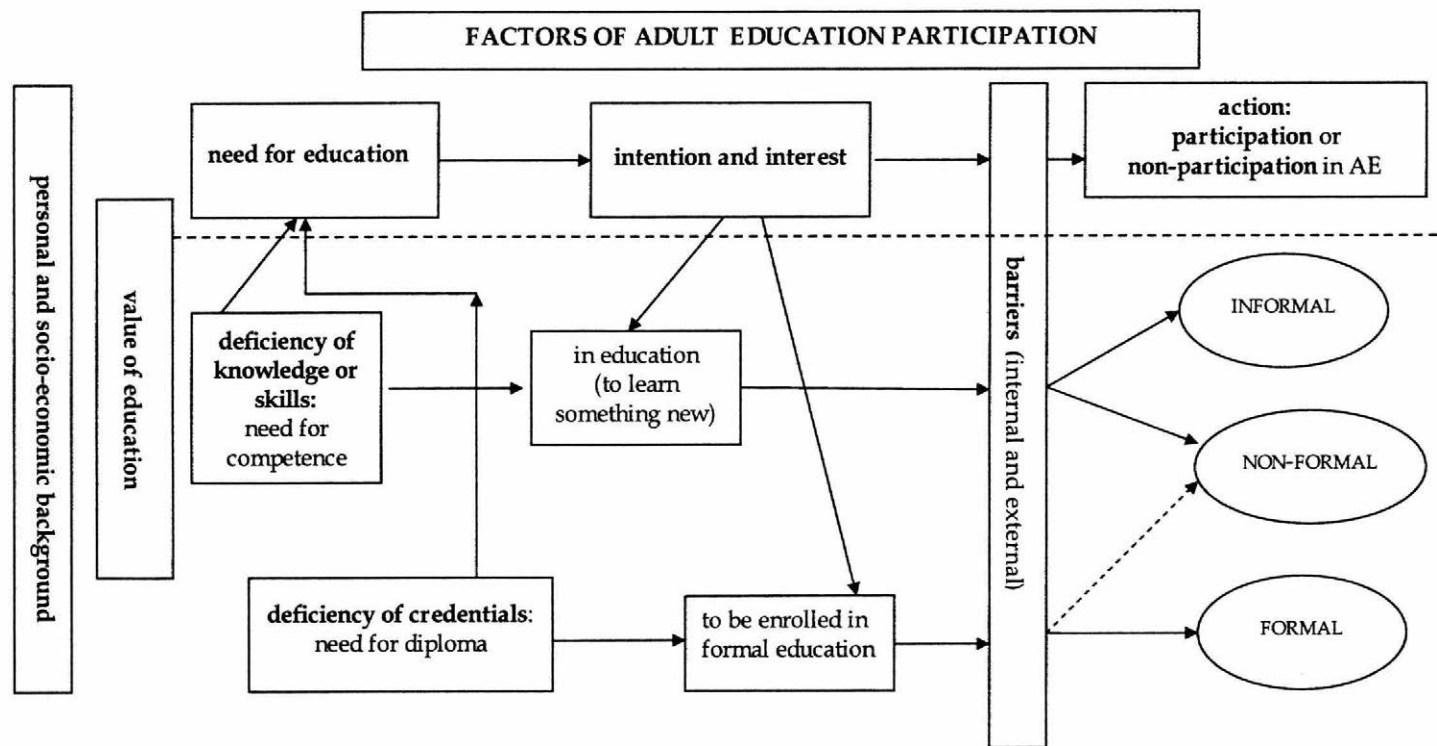 FACTORS OF ADULT EDUCATION PARTICIPATION
personal and socio-economic background
value of education
need for education
intention and interest
barriers (internal and external)
action:
participation or
non-participation in AE
deficiency of
knowledge or
skills:
need for
competence
in education
(to learn
something new)
INFORMAL
NON-FORMAL
deficiency of credentials:
need for diploma
to be enrolled in
formal education
FORMAL